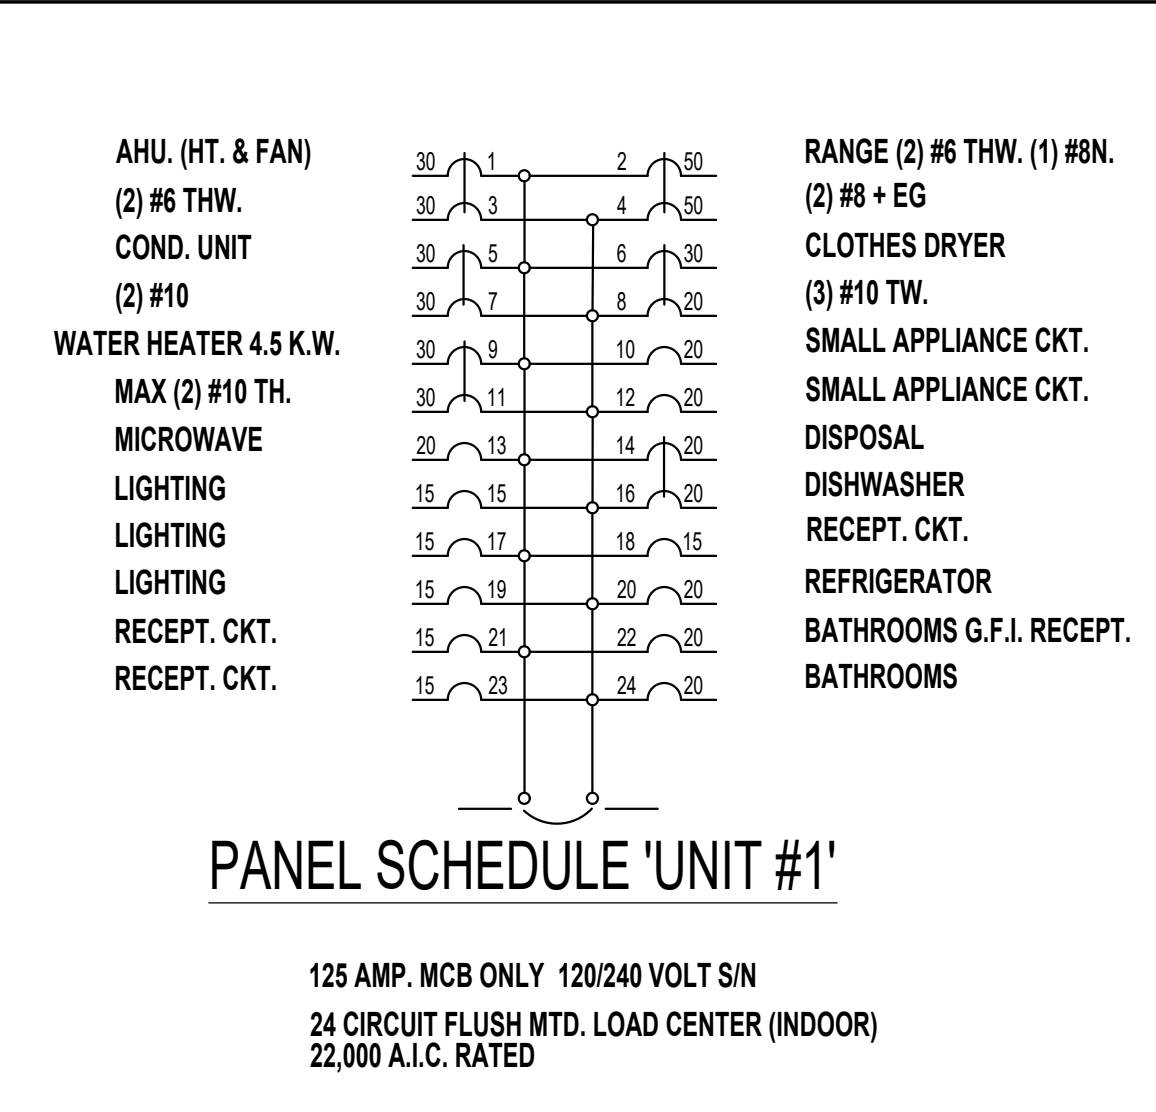 AHU. (HT. & FAN) 30 1 2 50 RANGE (2) #6 THW. (1) #8N.
(2) #6 THW. 30 3 4 50 (2) #8 + EG
COND. UNIT 30 5 6 30 CLOTHES DRYER
(2) #10 30 7 8 20 (3) #10 TW.
WATER HEATER 4.5 K.W. 30 9 10 20 SMALL APPLIANCE CKT.
MAX (2) #10 TH. 30 11 12 20 SMALL APPLIANCE CKT.
MICROWAVE 20 13 14 20 DISPOSAL
LIGHTING 15 15 16 20 DISHWASHER
LIGHTING 15 17 18 15 RECEPT. CKT.
LIGHTING 15 19 20 20 REFRIGERATOR
RECEPT. CKT. 15 21 22 20 BATHROOMS G.F.I. RECEPT.
RECEPT. CKT. 15 23 24 20 BATHROOMS
PANEL SCHEDULE 'UNIT #1'
125 AMP. MCB ONLY 120/240 VOLT S/N
24 CIRCUIT FLUSH MTD. LOAD CENTER (INDOOR)
22,000 A.I.C. RATED